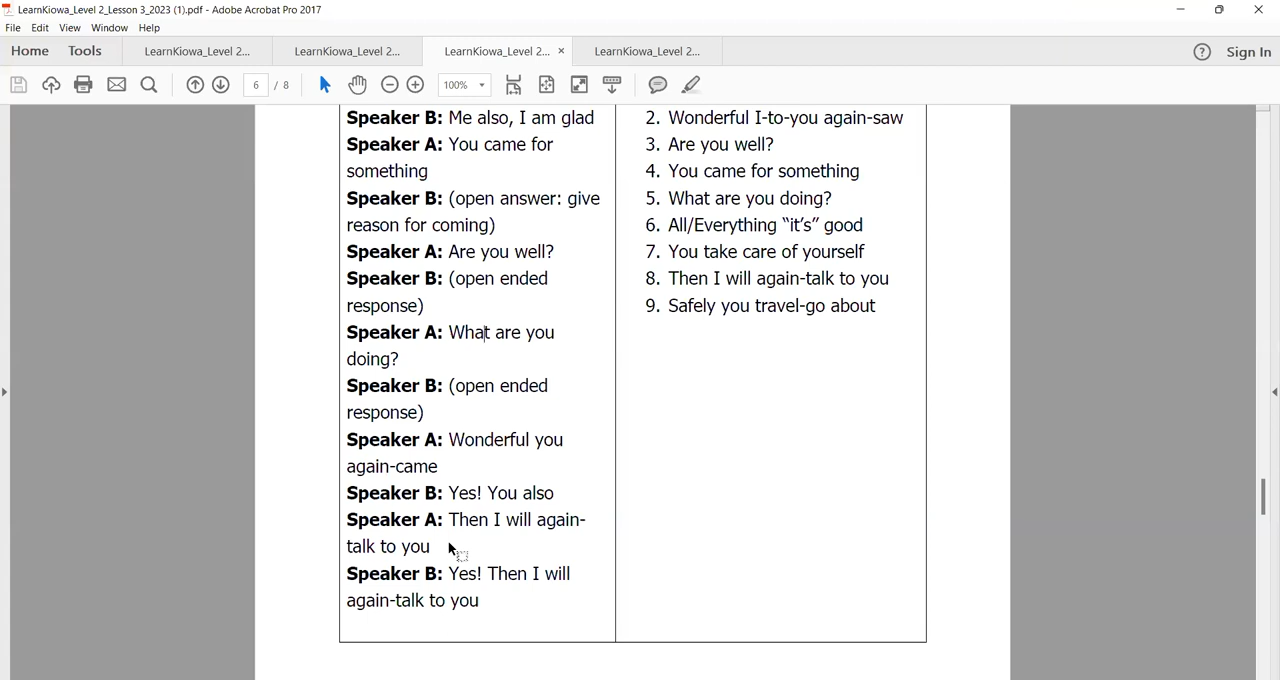 LearnKiowa_Level 2_Lesson 3_2023 (1).pdf - Adobe Acrobat Pro 2017
File Edit View Window Help
Home Tools LearnKiowa_Level 2... LearnKiowa_Level 2... LearnKiowa_Level 2... × LearnKiowa_Level 2... Sign In
6 / 8 100%
Speaker B: Me also, I am glad
Speaker A: You came for
something
Speaker B: (open answer: give
reason for coming)
Speaker A: Are you well?
Speaker B: (open ended
response)
Speaker A: What are you
doing?
Speaker B: (open ended
response)
Speaker A: Wonderful you
again-came
Speaker B: Yes! You also
Speaker A: Then I will again-
talk to you
Speaker B: Yes! Then I will
again-talk to you
2. Wonderful I-to-you again-saw
3. Are you well?
4. You came for something
5. What are you doing?
6. All/Everything “it’s” good
7. You take care of yourself
8. Then I will again-talk to you
9. Safely you travel-go about